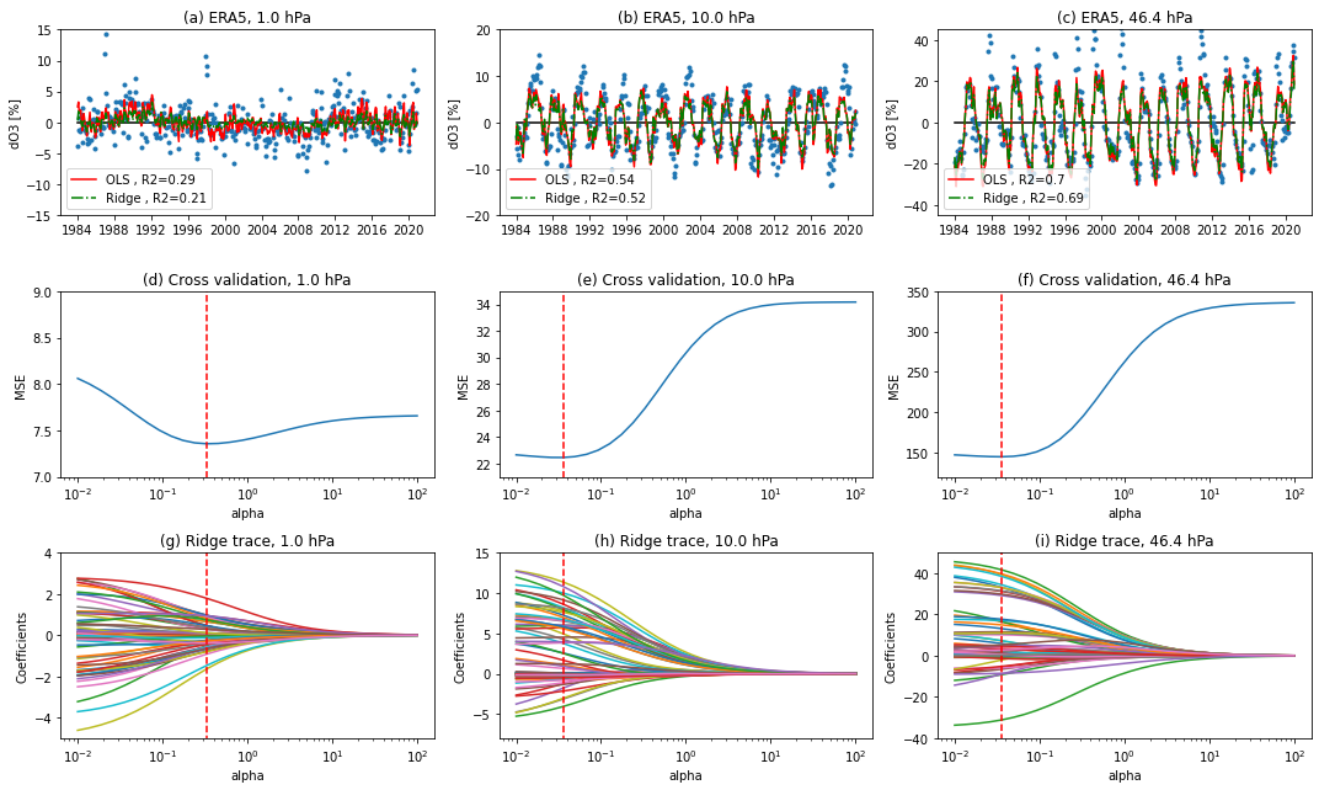 (a) ERA5, 1.0 hPa
dO3 [%]
15
10
5
0
−5
−10
−15
OLS , R2=0.29
Ridge , R2=0.21
1984 1988 1992 1996 2000 2004 2008 2012 2016 2020
(b) ERA5, 10.0 hPa
dO3 [%]
20
10
0
−10
−20
OLS , R2=0.54
Ridge , R2=0.52
1984 1988 1992 1996 2000 2004 2008 2012 2016 2020
(c) ERA5, 46.4 hPa
dO3 [%]
40
20
0
−20
−40
OLS , R2=0.7
Ridge , R2=0.69
1984 1988 1992 1996 2000 2004 2008 2012 2016 2020
(d) Cross validation, 1.0 hPa
MSE
9.0
8.5
8.0
7.5
7.0
10⁻² 10⁻¹ 10⁰ 10¹ 10²
alpha
(e) Cross validation, 10.0 hPa
MSE
34
32
30
28
26
24
22
10⁻² 10⁻¹ 10⁰ 10¹ 10²
alpha
(f) Cross validation, 46.4 hPa
MSE
350
300
250
200
150
10⁻² 10⁻¹ 10⁰ 10¹ 10²
alpha
(g) Ridge trace, 1.0 hPa
Coefficients
4
2
0
−2
−4
10⁻² 10⁻¹ 10⁰ 10¹ 10²
alpha
(h) Ridge trace, 10.0 hPa
Coefficients
15
10
5
0
−5
10⁻² 10⁻¹ 10⁰ 10¹ 10²
alpha
(i) Ridge trace, 46.4 hPa
Coefficients
40
20
0
−20
−40
10⁻² 10⁻¹ 10⁰ 10¹ 10²
alpha